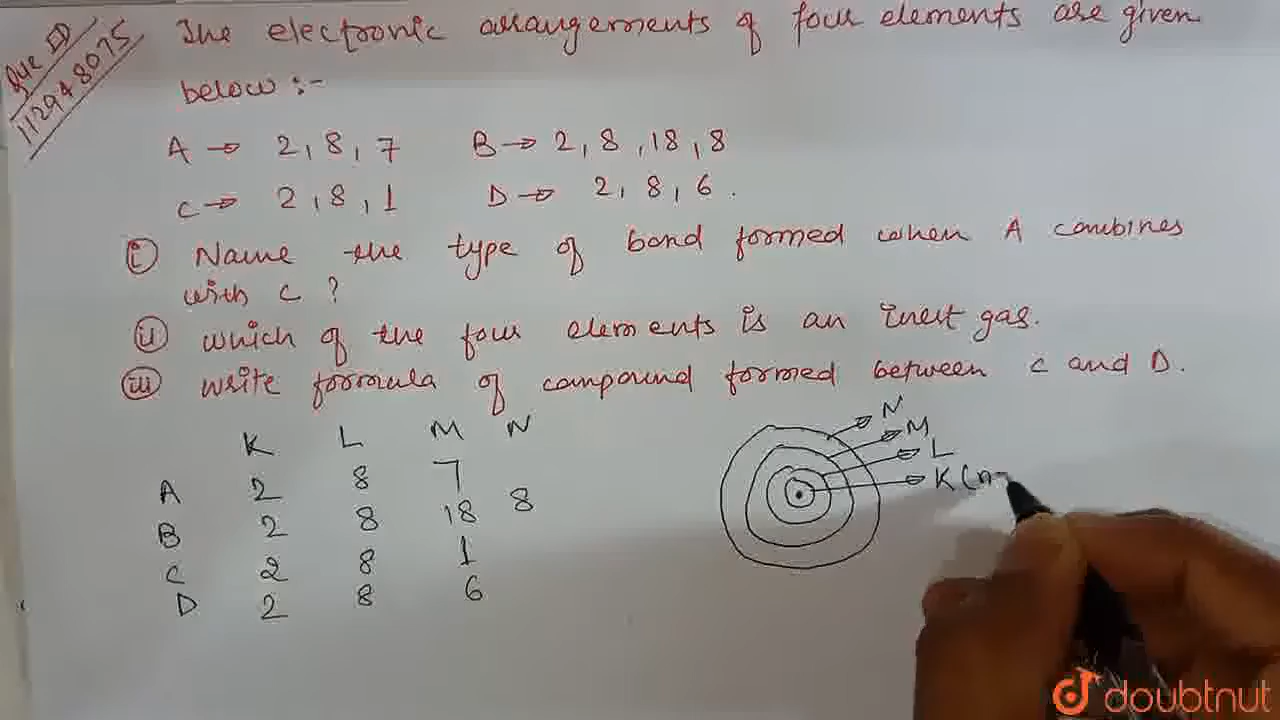 Que
11294 8075
The electronic arrangements of four elements are given
below :-
A → 2, 8, 7 B → 2, 8, 18, 8
C → 2, 8, 1 D → 2, 8, 6.
(i) Name the type of bond formed when A combines
with C ?
(ii) which of the four elements is an inert gas.
(iii) write formula of compound formed between C and D.
K L M N
A 2 8 7
B 2 8 18 8
C 2 8 1
D 2 8 6
N
M
L
K (n=
doubtnut